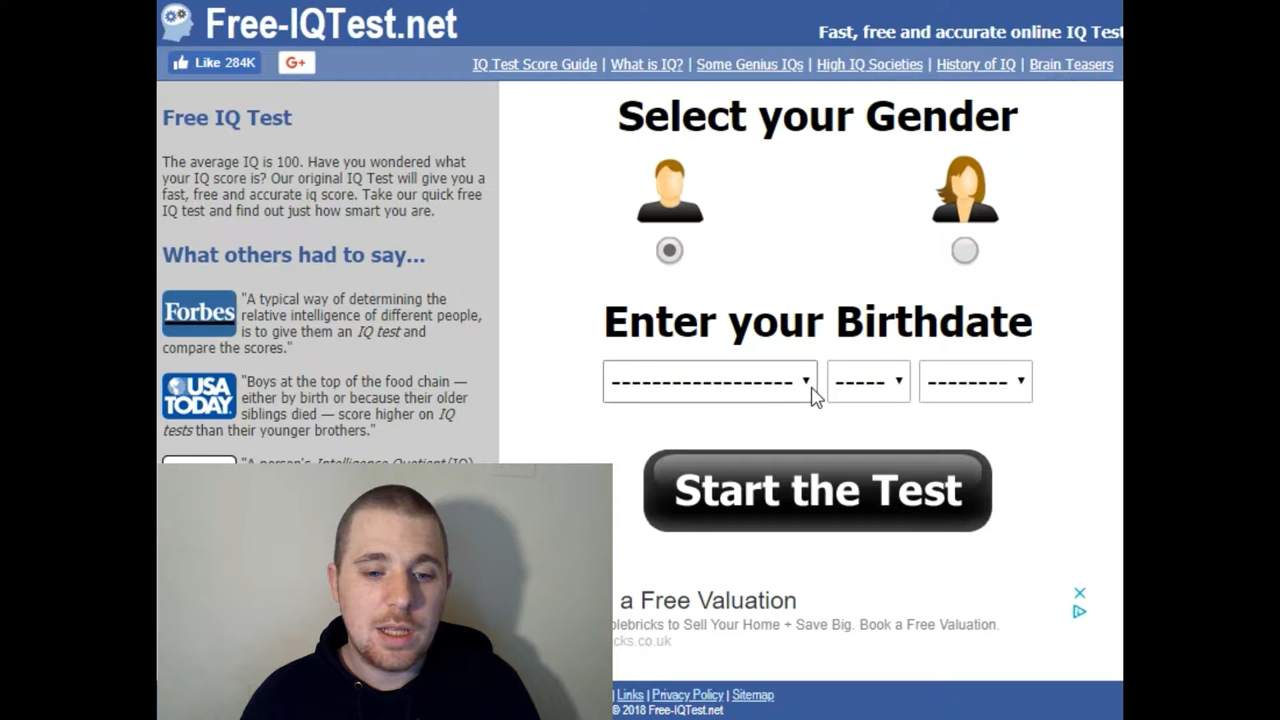 Free-IQTest.net
Fast, free and accurate online IQ Test
Like 284K
G+
IQ Test Score Guide | What is IQ? | Some Genius IQs | High IQ Societies | History of IQ | Brain Teasers
Free IQ Test
The average IQ is 100. Have you wondered what
your IQ score is? Our original IQ Test will give you a
fast, free and accurate iq score. Take our quick free
IQ test and find out just how smart you are.
What others had to say...
Forbes
"A typical way of determining the
relative intelligence of different people,
is to give them an IQ test and
compare the scores."
USA
TODAY
"Boys at the top of the food chain —
either by birth or because their older
siblings died — score higher on IQ
tests than their younger brothers."
"A person's Intelligence Quotient (IQ)
Select your Gender
Enter your Birthdate
------------------ ----- --------
Start the Test
a Free Valuation
lebricks to Sell Your Home + Save Big. Book a Free Valuation.
cks.co.uk
| Links | Privacy Policy | Sitemap
© 2018 Free-IQTest.net